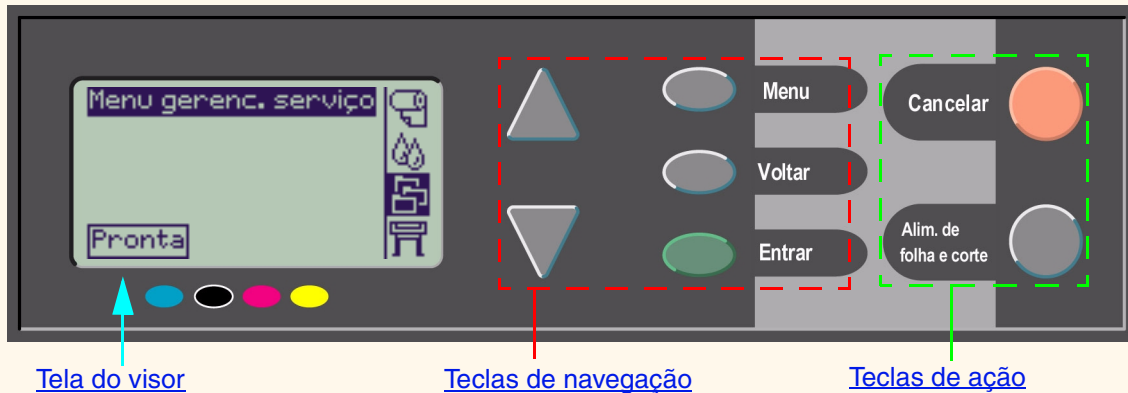 Menu gerenc. serviço
Pronta
Menu
Voltar
Entrar
Cancelar
Alim. de
folha e corte
Tela do visor
Teclas de navegação
Teclas de ação